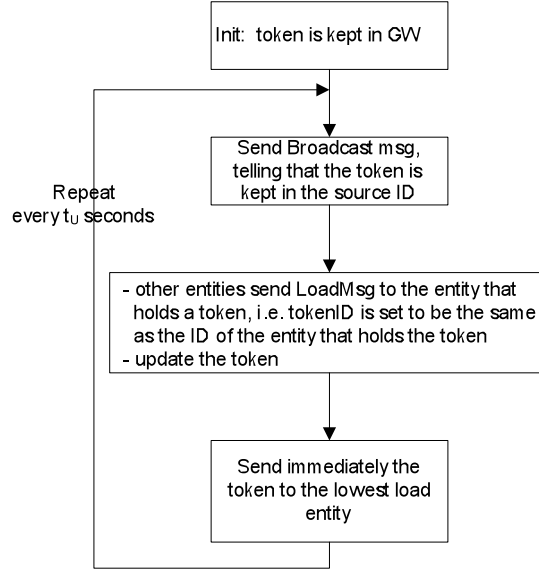 Init: token is kept in GW
Send Broadcast msg,
telling that the token is
kept in the source ID
Repeat
every tU seconds
- other entities send LoadMsg to the entity that
holds a token, i.e. tokenID is set to be the same
as the ID of the entity that holds the token
- update the token
Send immediately the
token to the lowest load
entity